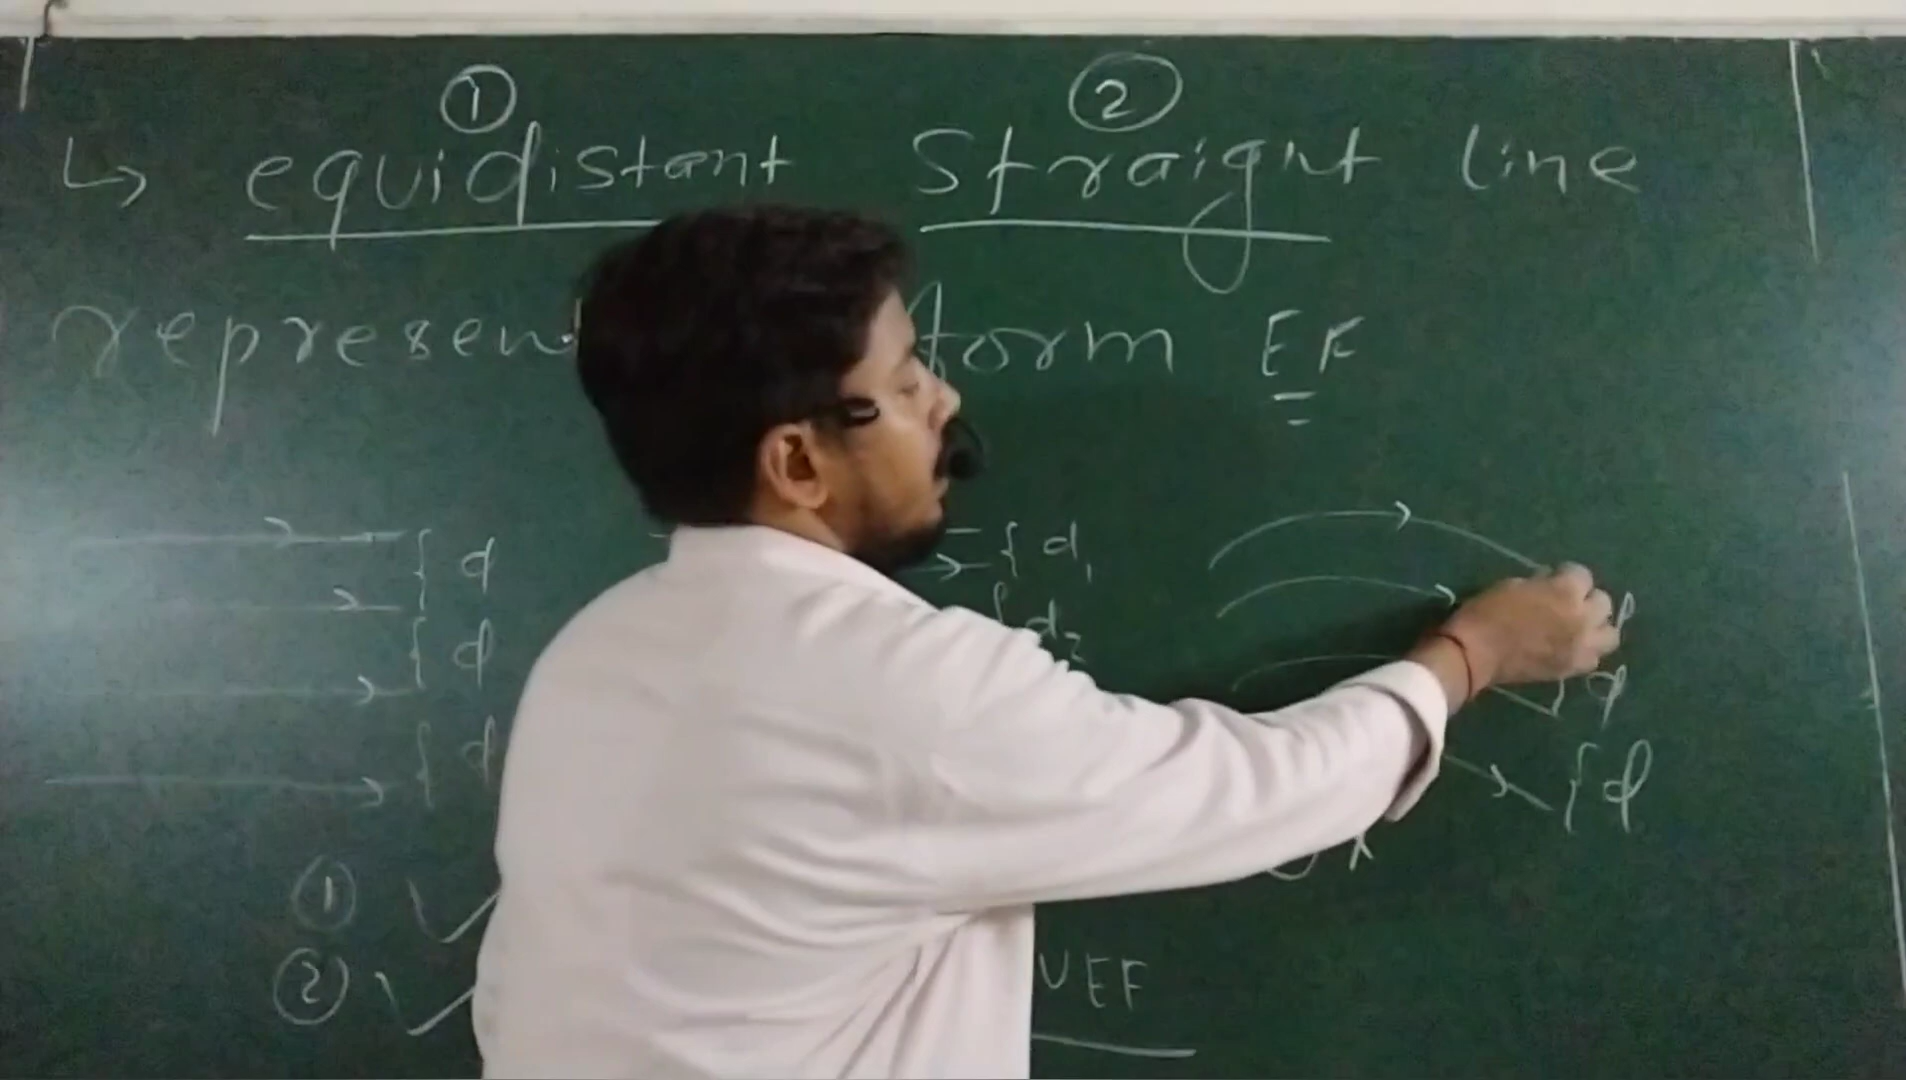 ① ②
↳ equidistant Straight line
represen form EF
{ d { d₁ d
{ d { d₂ } d
{ d { d
① ✓ x
② ✓ UEF